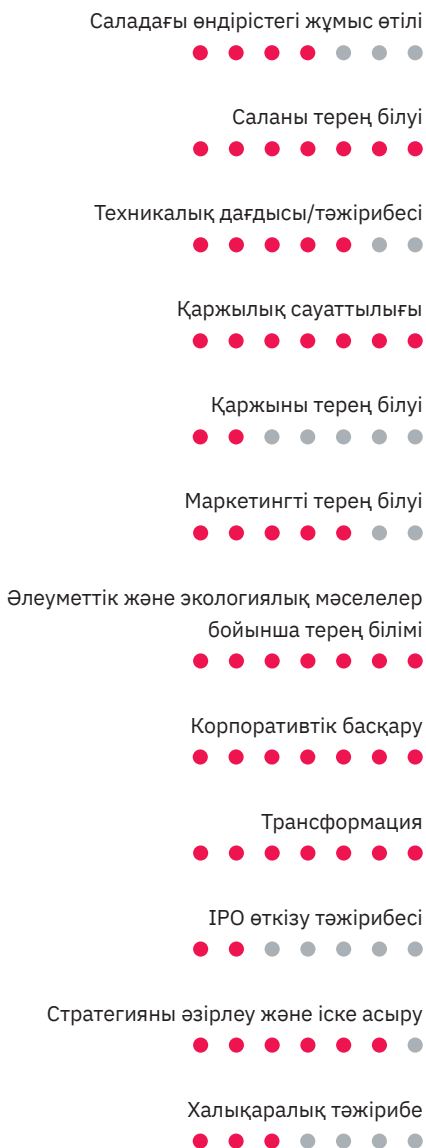 Саладағы өндірістегі жұмыс өтілі
Саланы терең білуі
Техникалық дағдысы/тәжірибесі
Қаржылық сауаттылығы
Қаржыны терең білуі
Маркетингті терең білуі
Әлеуметтік және экологиялық мәселелер
бойынша терең білімі
Корпоративтік басқару
Трансформация
IPO өткізу тәжірибесі
Стратегияны әзірлеу және іске асыру
Халықаралық тәжірибе